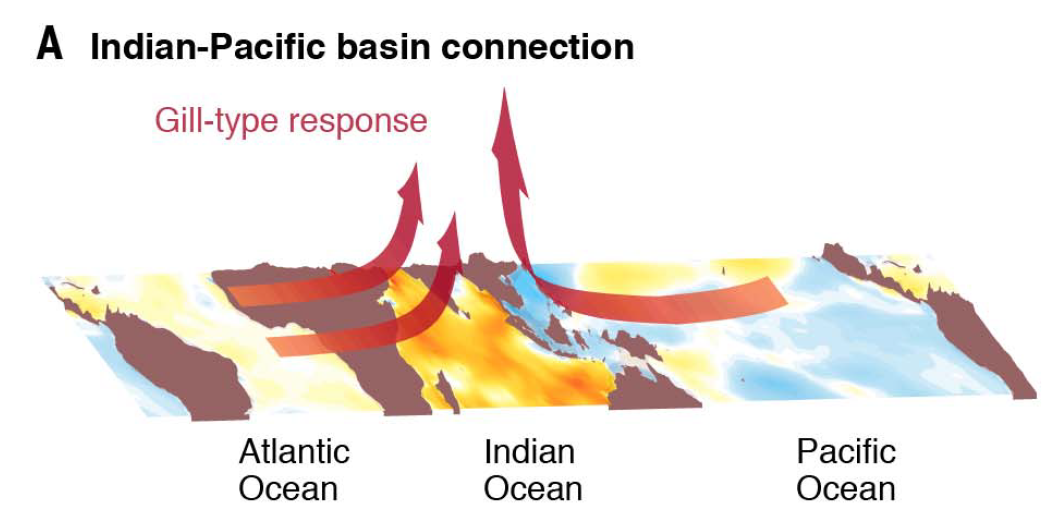 A Indian-Pacific basin connection
Gill-type response
Atlantic
Ocean
Indian
Ocean
Pacific
Ocean